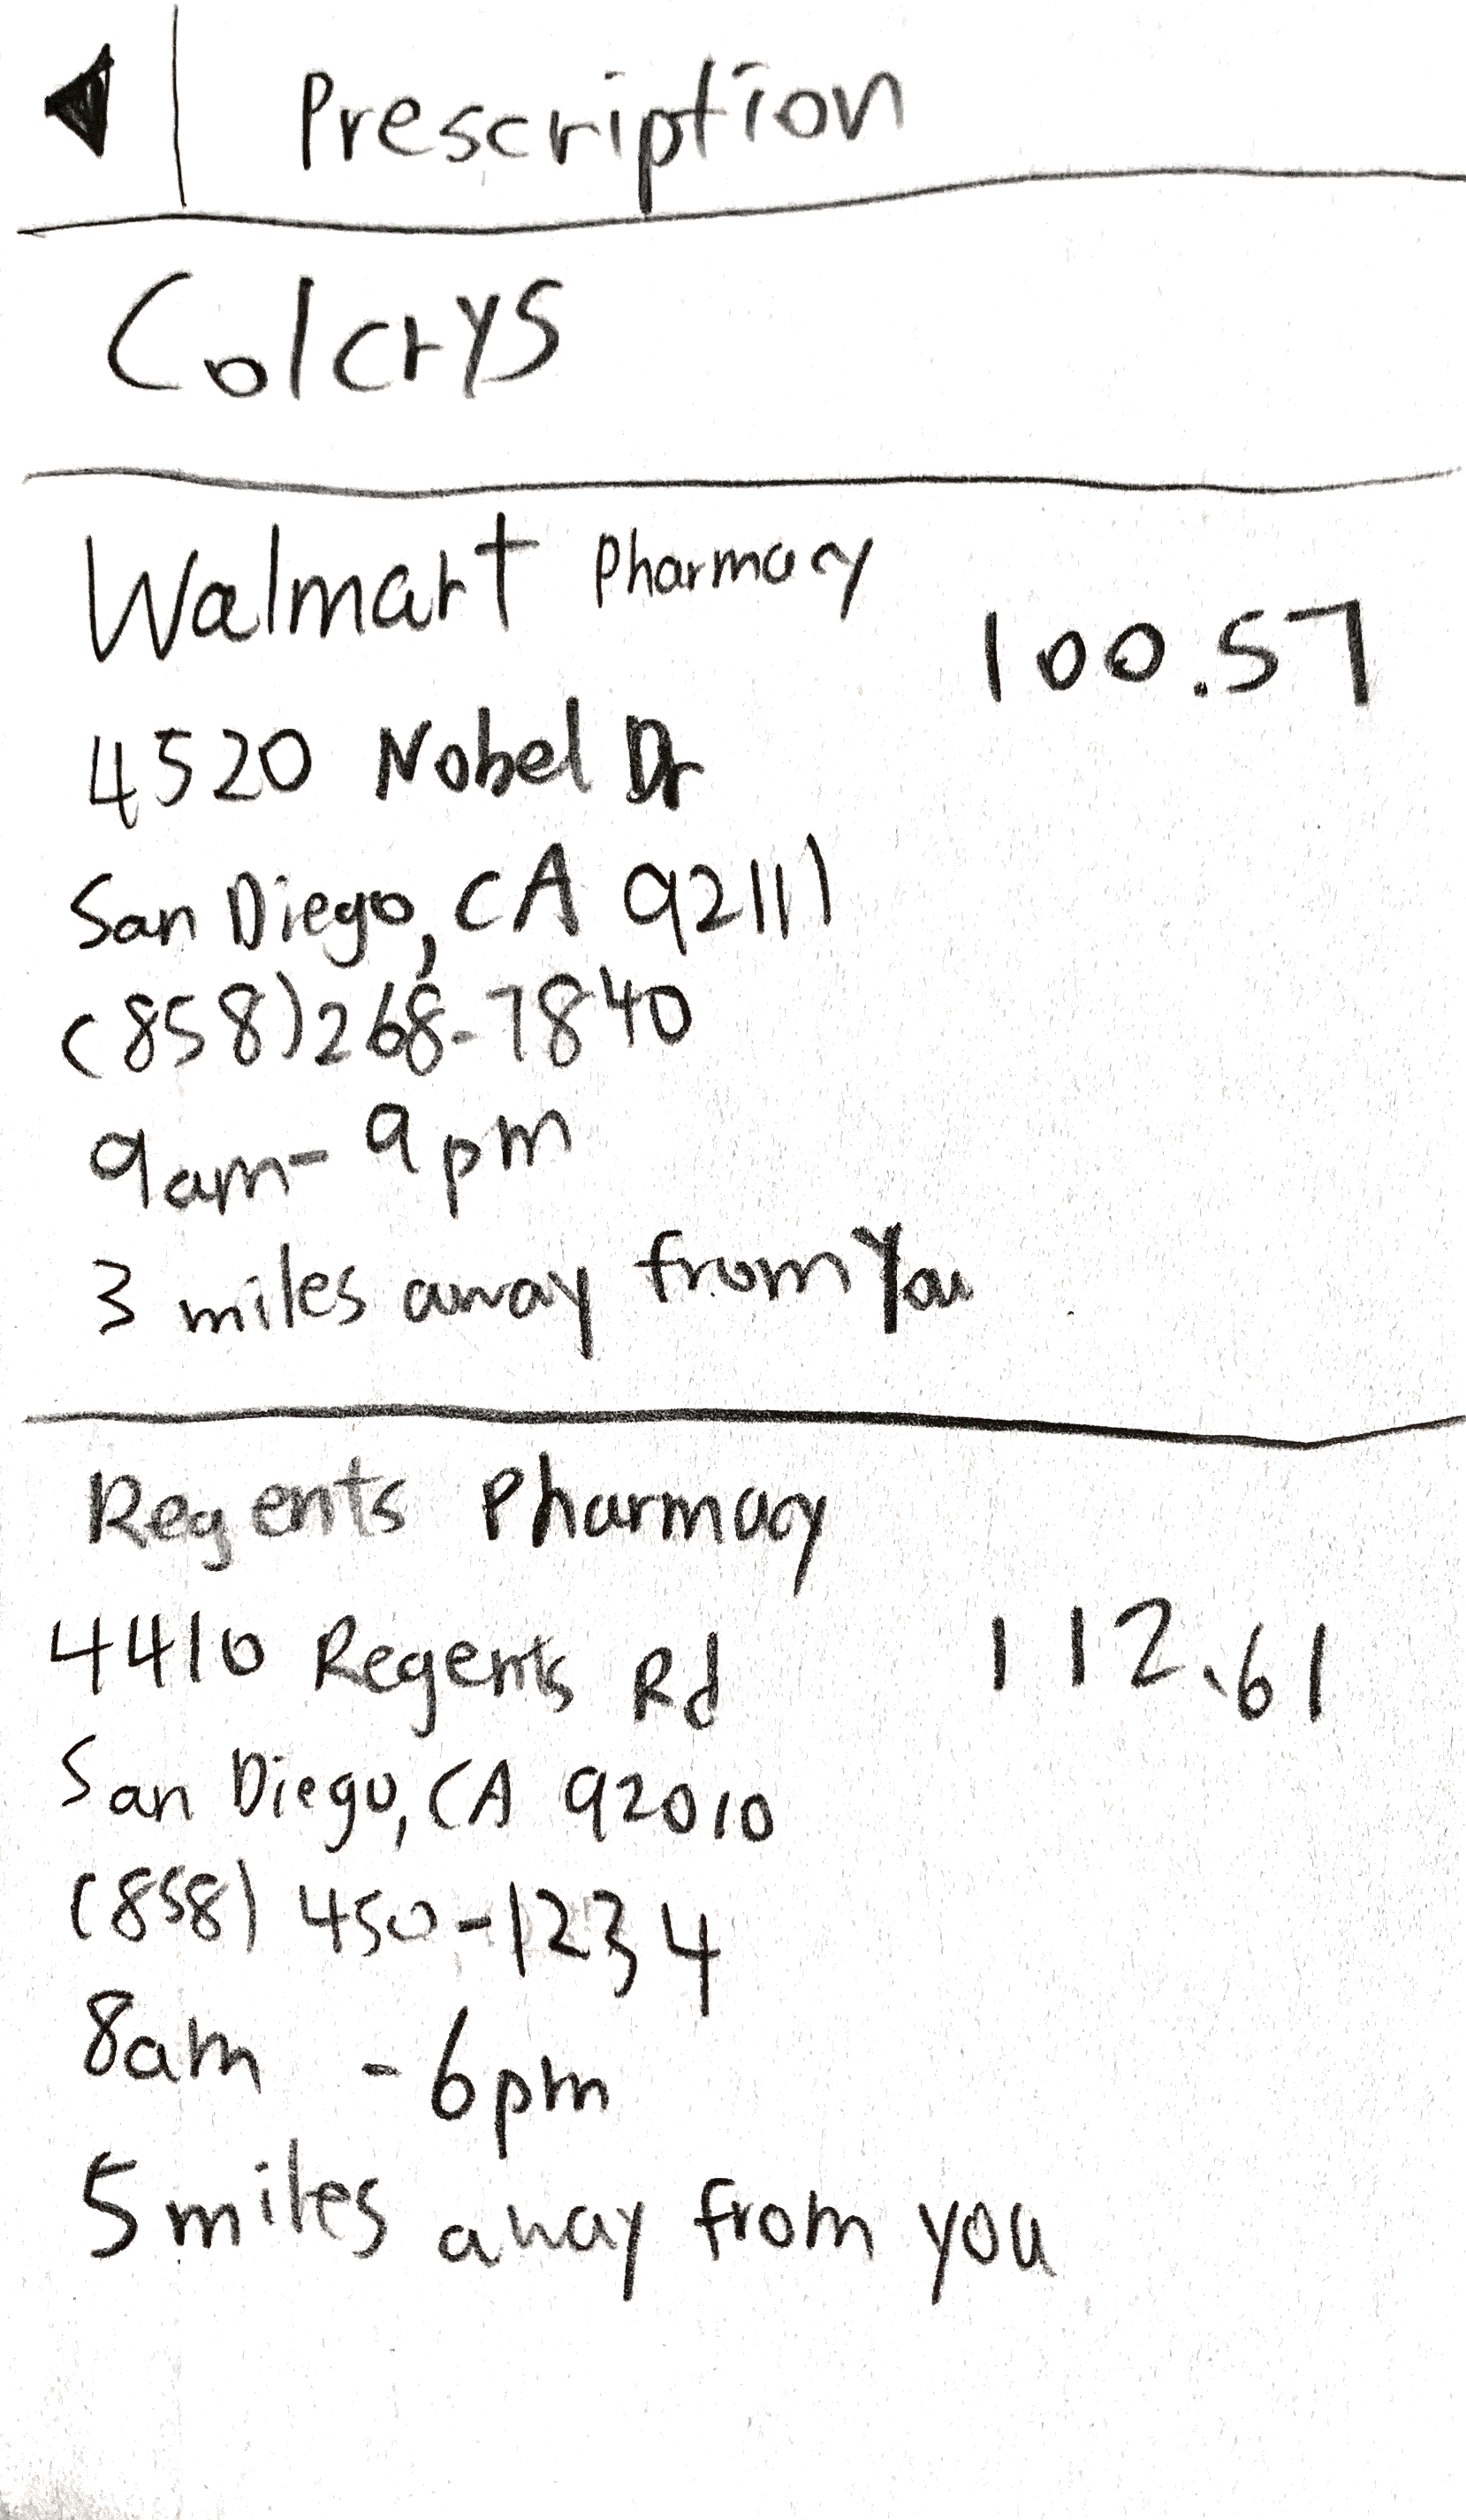 Prescription
Colcrys
Walmart Pharmacy
100.57
4520 Nobel Dr
San Diego, CA 92111
(858)268-7840
9am-9pm
3 miles away from You
Regents Pharmacy
4410 Regents Rd
112.61
San Diego, CA 92010
(858) 450-1234
8am - 6pm
5 miles away from you